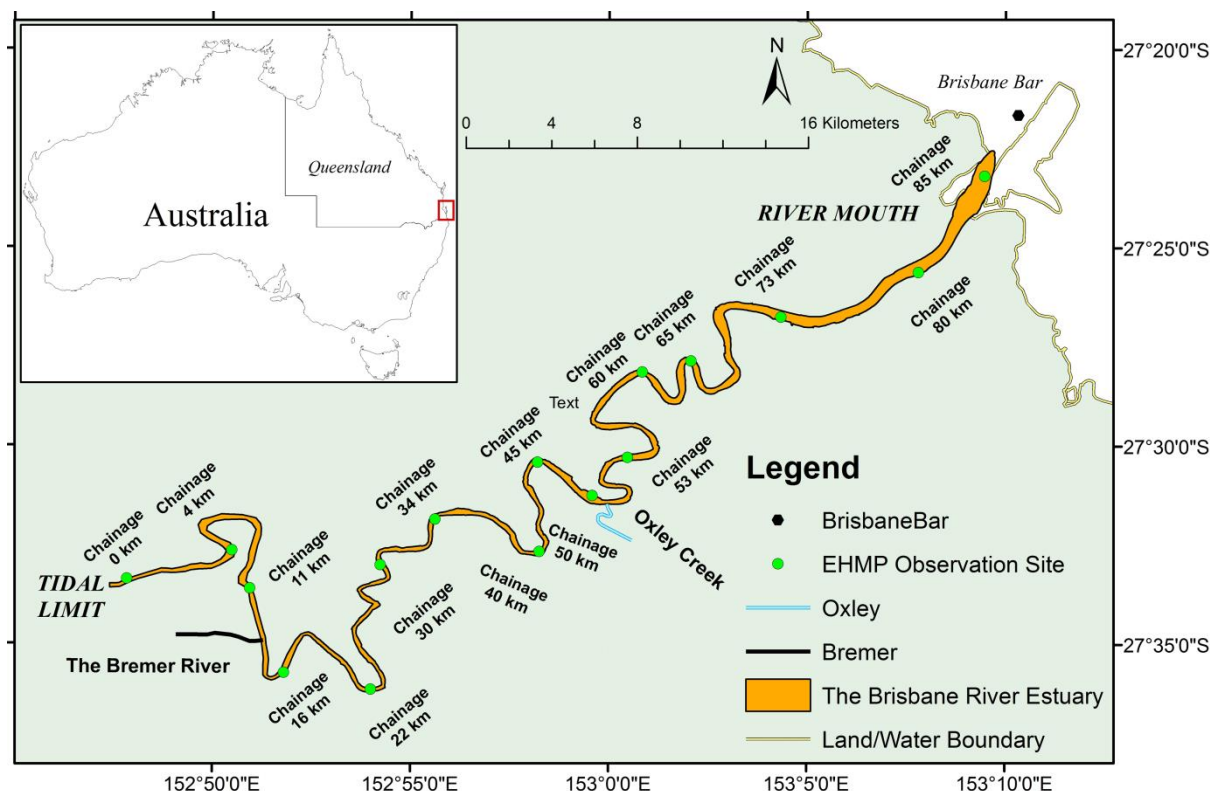 Australia
Queensland
N
0 4 8 12 16 Kilometers
Brisbane Bar
27°20'0"S
27°25'0"S
27°30'0"S
27°35'0"S
Chainage
85 km
RIVER MOUTH
Chainage
80 km
Chainage
73 km
Chainage
65 km
Chainage
60 km
Text
Chainage
53 km
Oxley Creek
Chainage
50 km
Chainage
45 km
Chainage
40 km
Chainage
34 km
Chainage
30 km
Chainage
22 km
Chainage
16 km
Chainage
11 km
Chainage
4 km
Chainage
0 km
TIDAL
LIMIT
The Bremer River
Legend
BrisbaneBar
EHMP Observation Site
Oxley
Bremer
The Brisbane River Estuary
Land/Water Boundary
152°50'0"E
152°55'0"E
153°0'0"E
153°5'0"E
153°10'0"E